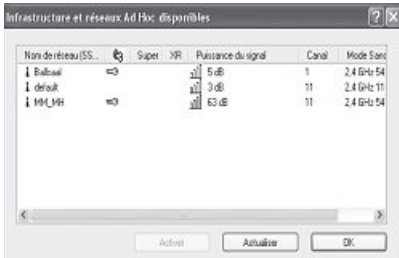 Infrastructure et réseaux Ad Hoc disponibles
Nom de réseau (SS... Super XR Puissance du signal Canal Mode Sans
5 dB 1 2,4 GHz 54
default 3 dB 11 2,4 GHz 11
MM_MH 63 dB 11 2,4 GHz 54
Activer Actualiser OK